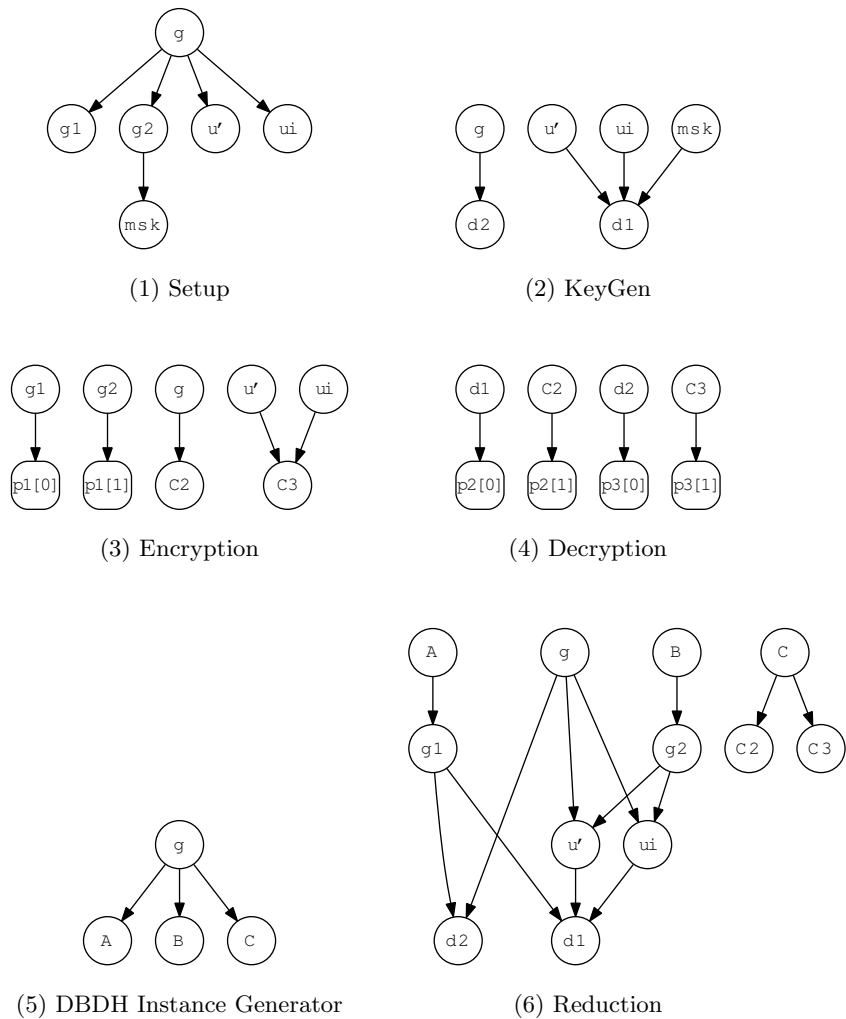 g
g1 g2 u' ui
msk
(1) Setup
g u' ui msk
d2 d1
(2) KeyGen
g1 g2 g u' ui
p1[0] p1[1] C2 C3
(3) Encryption
d1 C2 d2 C3
p2[0] p2[1] p3[0] p3[1]
(4) Decryption
g
A B C
(5) DBDH Instance Generator
A g B C
g1 g2 C2 C3
u' ui
d2 d1
(6) Reduction